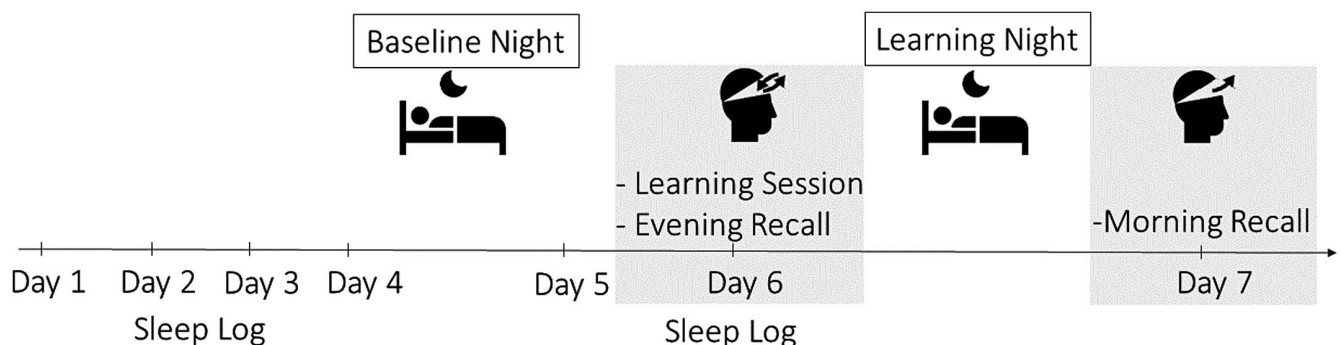 Baseline Night
Learning Night
- Learning Session
- Evening Recall
-Morning Recall
Day 1
Day 2
Day 3
Day 4
Day 5
Day 6
Day 7
Sleep Log
Sleep Log